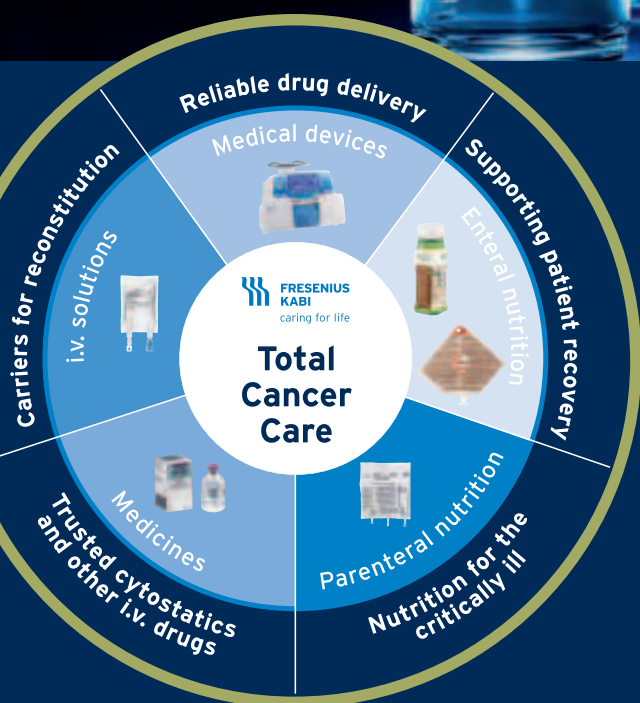 Reliable drug delivery
Medical devices
Supporting patient recovery
Enteral nutrition
Nutrition for the
critically ill
Parenteral nutrition
Trusted cytostatics
and other i.v. drugs
Medicines
Carriers for reconstitution
i.v. solutions
FRESENIUS
KABI
caring for life
Total
Cancer
Care